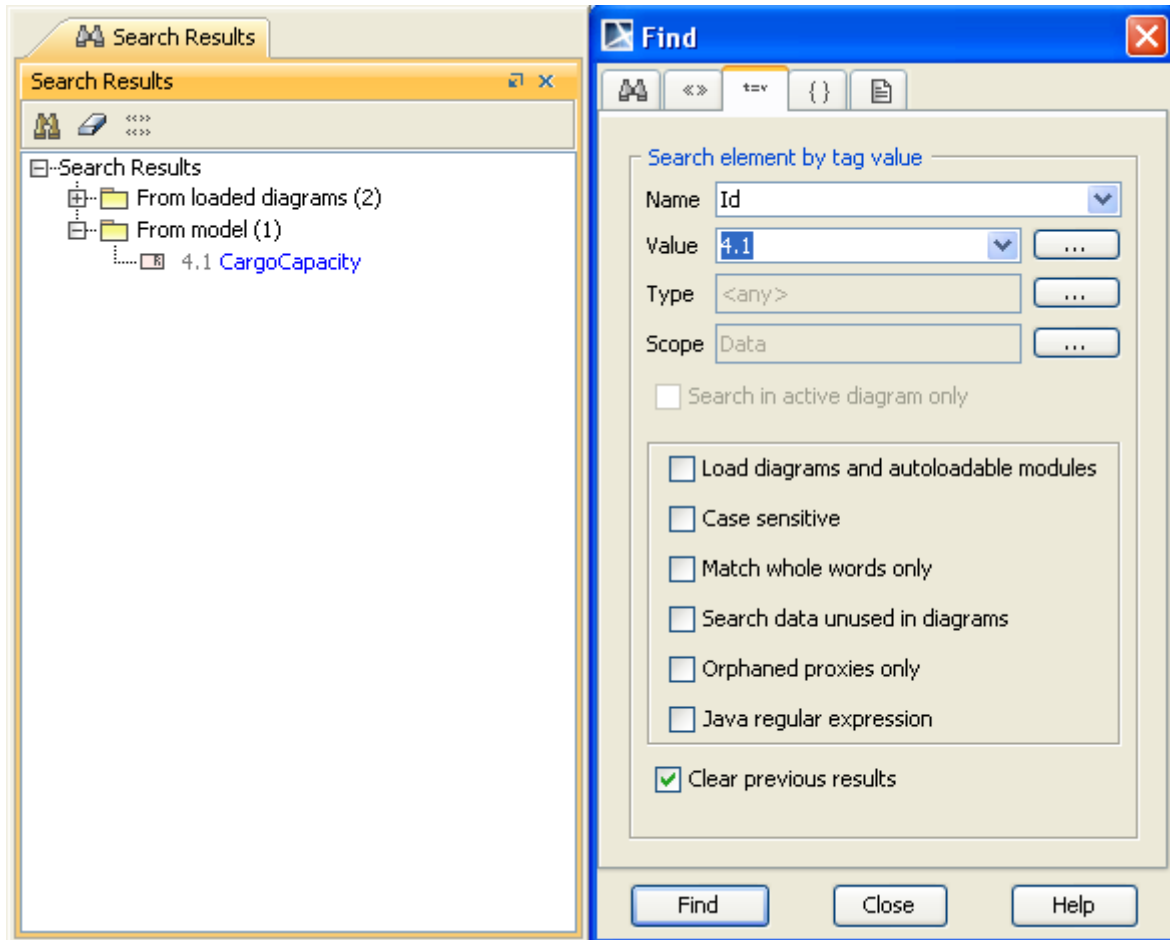 Search Results
Search Results
Search Results
From loaded diagrams (2)
From model (1)
R 4.1 CargoCapacity
Find
«» t=v { }
Search element by tag value
Name Id
Value 4.1 ...
Type <any> ...
Scope Data ...
Search in active diagram only
Load diagrams and autoloadable modules
Case sensitive
Match whole words only
Search data unused in diagrams
Orphaned proxies only
Java regular expression
Clear previous results
Find Close Help